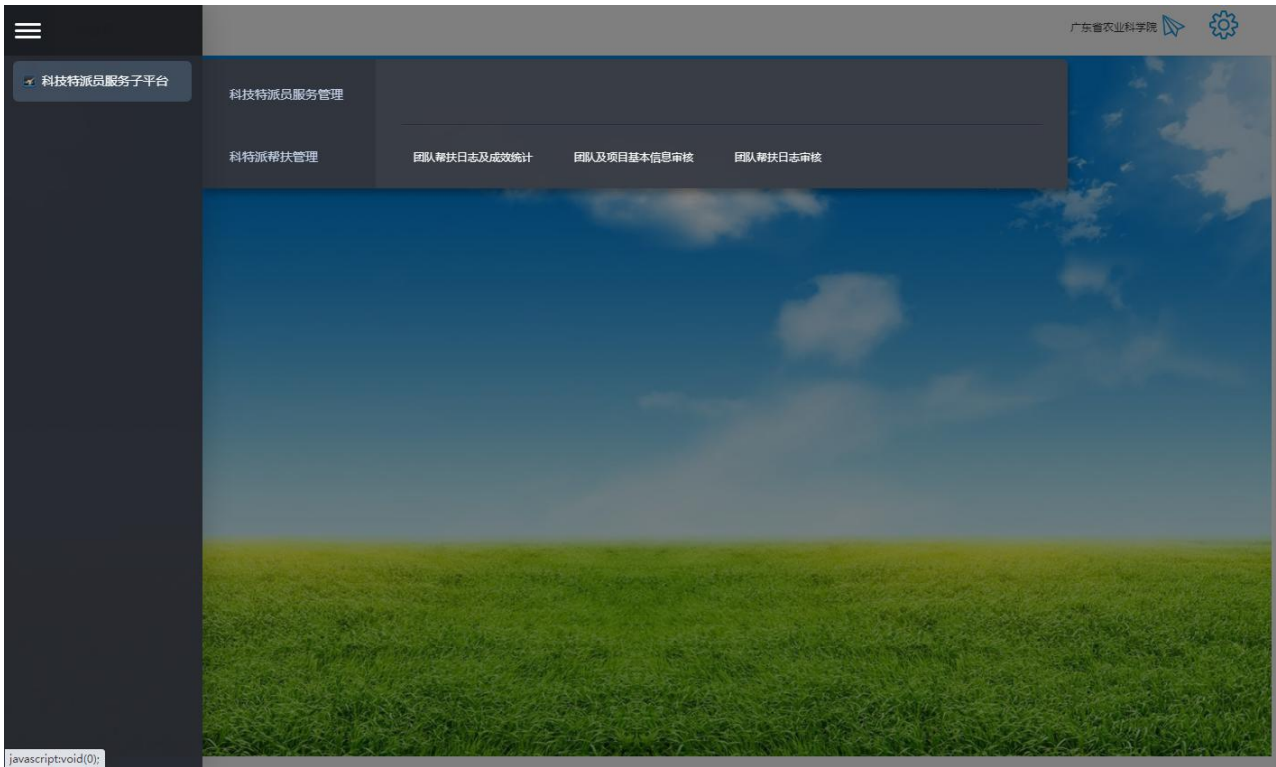 广东省农业科学院
科技特派员服务子平台
科技特派员服务管理
科特派帮扶管理 团队帮扶日志及成效统计 团队及项目基本信息审核 团队帮扶日志审核
javascript:void(0);